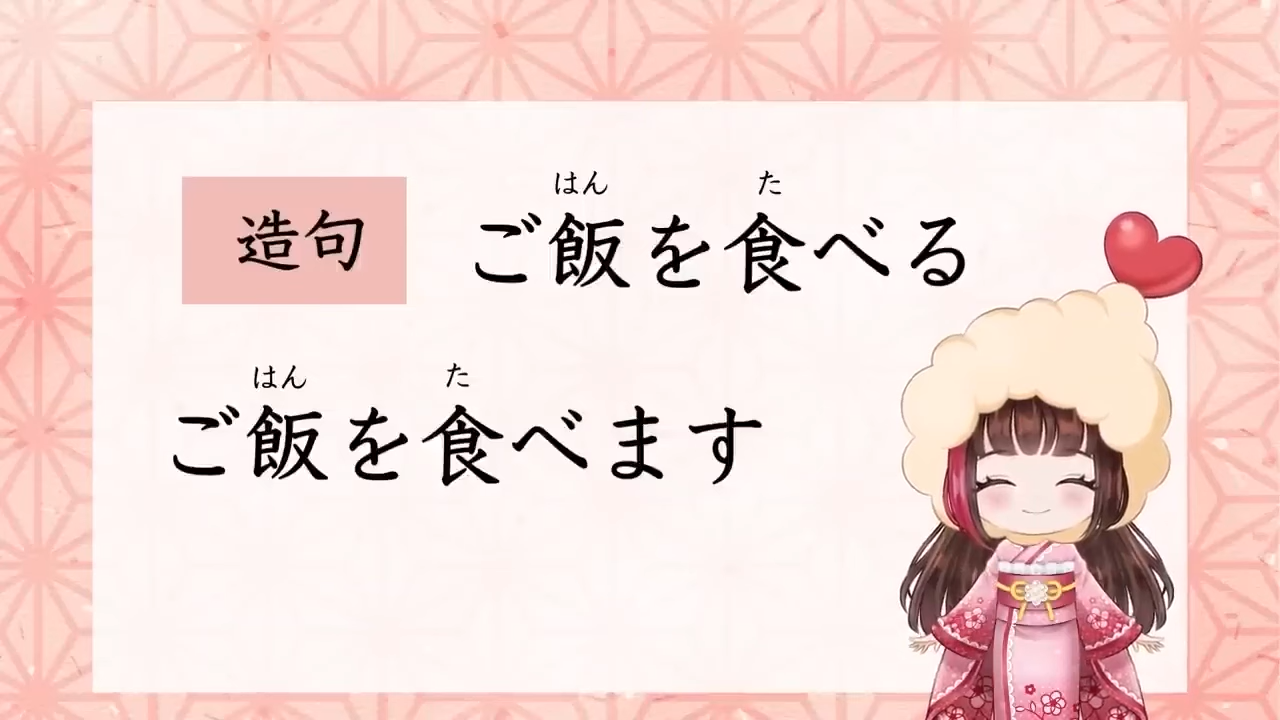 はん た
造句 ご飯を食べる
はん た
ご飯を食べます